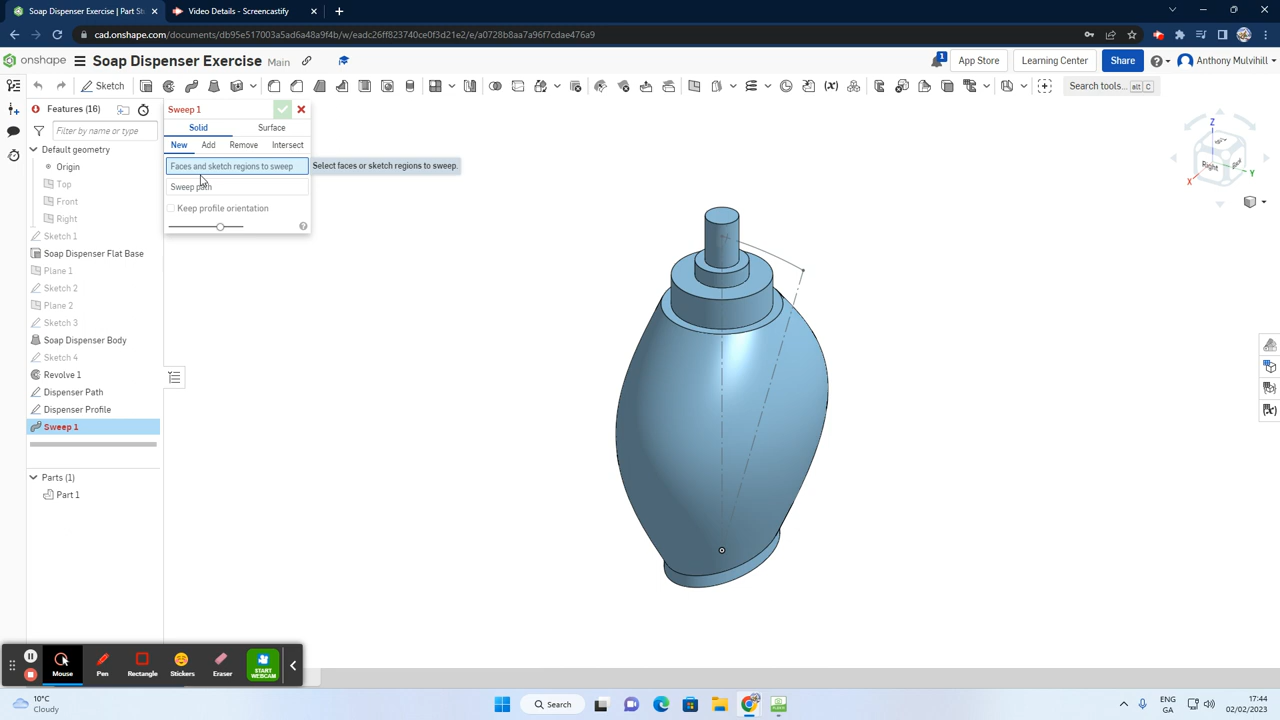 Soap Dispenser Exercise | Part St
Video Details - Screencastify
cad.onshape.com/documents/db95e517003a5ad6a48a9f4b/w/eadc26ff823740ce0f3d21e2/e/a0728b8aa7a96f7cdae476a9
onshape
Soap Dispenser Exercise Main
1
App Store
Learning Center
Share
Anthony Mulvihill
Sketch
Search tools...
alt C
Features (16)
Filter by name or type
Default geometry
Origin
Top
Front
Right
Sketch 1
Soap Dispenser Flat Base
Plane 1
Sketch 2
Plane 2
Sketch 3
Soap Dispenser Body
Sketch 4
Revolve 1
Dispenser Path
Dispenser Profile
Sweep 1
Parts (1)
Part 1
Sweep 1
Solid
Surface
New
Add
Remove
Intersect
Faces and sketch regions to sweep
Select faces or sketch regions to sweep.
Sweep path
Keep profile orientation
Z
Right
X
Y
Mouse
Pen
Rectangle
Stickers
Eraser
START
WEBCAM
10°C
Cloudy
Search
ENG
GA
17:44
02/02/2023